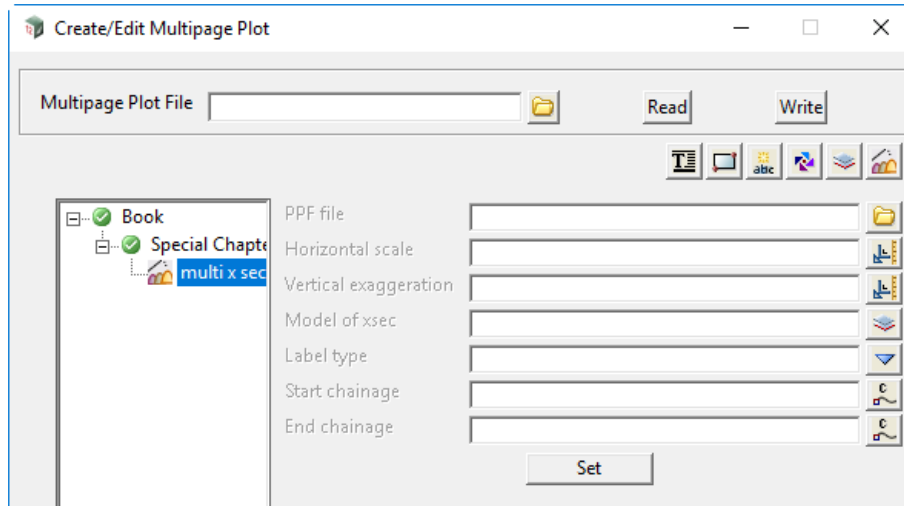 Create/Edit Multipage Plot
Multipage Plot File Read Write
T abc
Book
Special Chapte
multi x sec
PPF file
Horizontal scale
Vertical exaggeration
Model of xsec
Label type
Start chainage C
End chainage C
Set